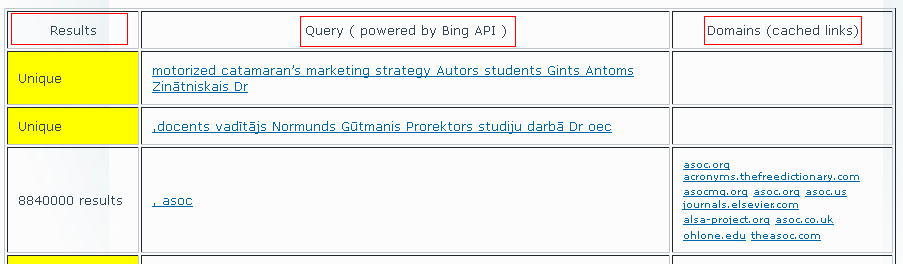 Results
Query ( powered by Bing API )
Domains (cached links)
Unique
motorized catamaran's marketing strategy Autors students Gints Antoms
Zinātniskais Dr
Unique
,docents vadītājs Normunds Gūtmanis Prorektors studiju darbā Dr oec
8840000 results
, asoc
asoc.org
acronyms.thefreedictionary.com
asocmg.org asoc.org asoc.us
journals.elsevier.com
alsa-project.org asoc.co.uk
ohlone.edu theasoc.com